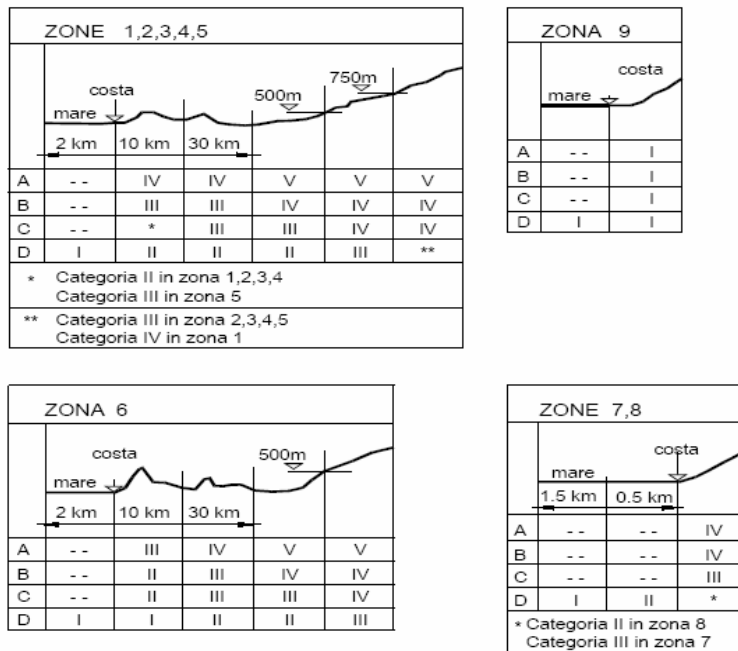 ZONE 1,2,3,4,5
costa
mare
500m
750m
2 km 10 km 30 km
A -- IV IV V V V
B -- III III IV IV IV
C -- * III III IV IV
D I II II II III **
* Categoria II in zona 1,2,3,4
Categoria III in zona 5
** Categoria III in zona 2,3,4,5
Categoria IV in zona 1
ZONA 9
costa
mare
A -- I
B -- I
C -- I
D I I
ZONA 6
costa
500m
mare
2 km 10 km 30 km
A -- III IV V V
B -- II III IV IV
C -- II III III IV
D I I II II III
ZONE 7,8
costa
mare
1.5 km 0.5 km
A -- -- IV
B -- -- IV
C -- -- III
D I II *
* Categoria II in zona 8
Categoria III in zona 7